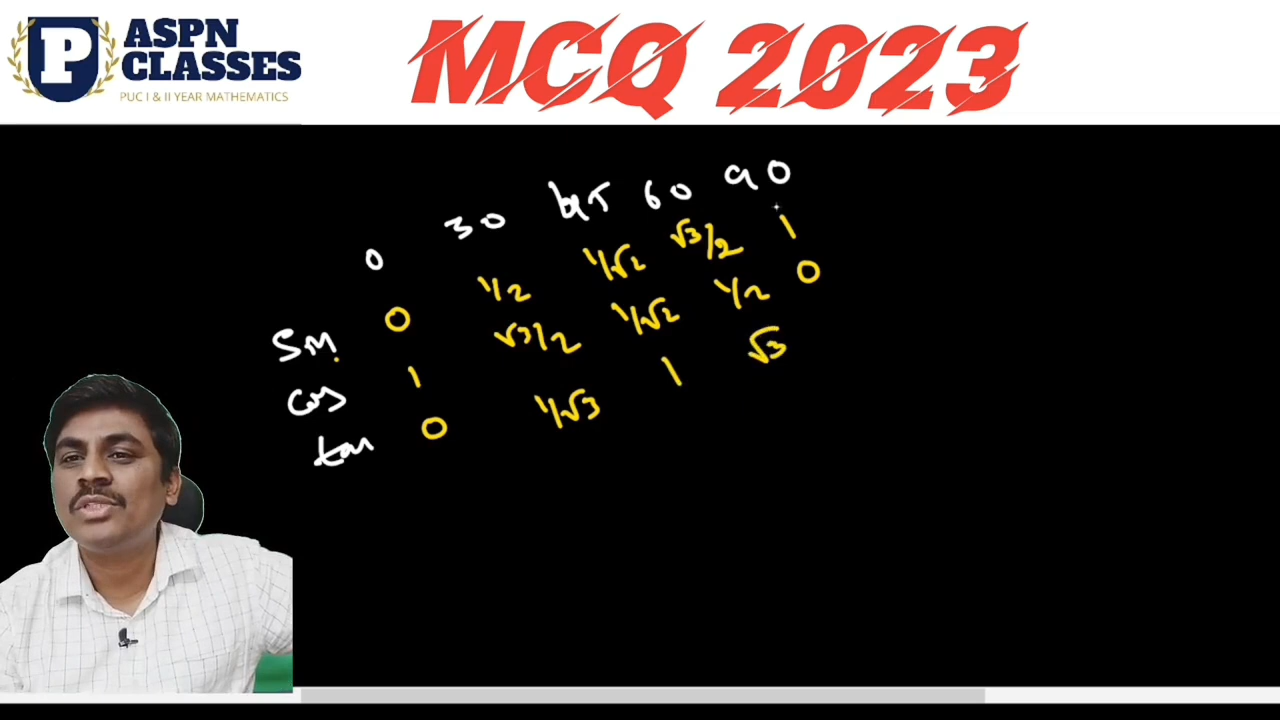 ASPN
CLASSES
PUC I & II YEAR MATHEMATICS
MCQ 2023
0 30 45 60 90
sin 0 1/2 1/√2 √3/2 1
cos 1 √3/2 1/√2 1/2 0
tan 0 1/√3 1 √3